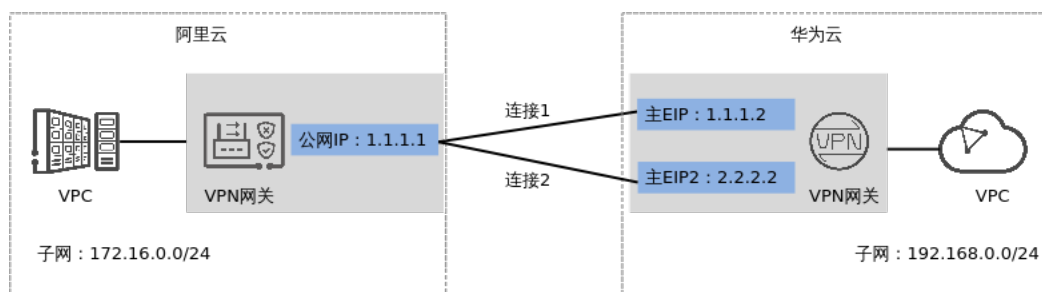 阿里云
华为云
连接1
主EIP：1.1.1.2
公网IP：1.1.1.1
VPN
连接2
主EIP2：2.2.2.2
VPC
VPN网关
VPN网关
VPC
子网：172.16.0.0/24
子网：192.168.0.0/24